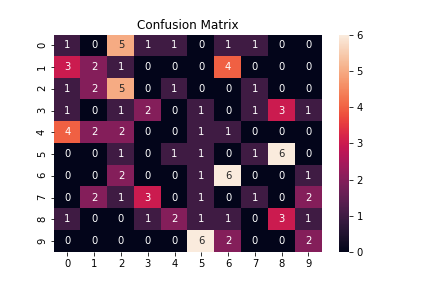 Confusion Matrix
0 1 0 5 1 1 0 1 1 0 0
1 3 2 1 0 0 0 4 0 0 0
2 1 2 5 0 1 0 0 1 0 0
3 1 0 1 2 0 1 0 1 3 1
4 4 2 2 0 0 1 1 0 0 0
5 0 0 1 0 1 1 0 1 6 0
6 0 0 2 0 0 1 6 0 0 1
7 0 2 1 3 0 1 0 1 0 2
8 1 0 0 1 2 1 1 0 3 1
9 0 0 0 0 0 6 2 0 0 2
0 1 2 3 4 5 6 7 8 9
6
5
4
3
2
1
0